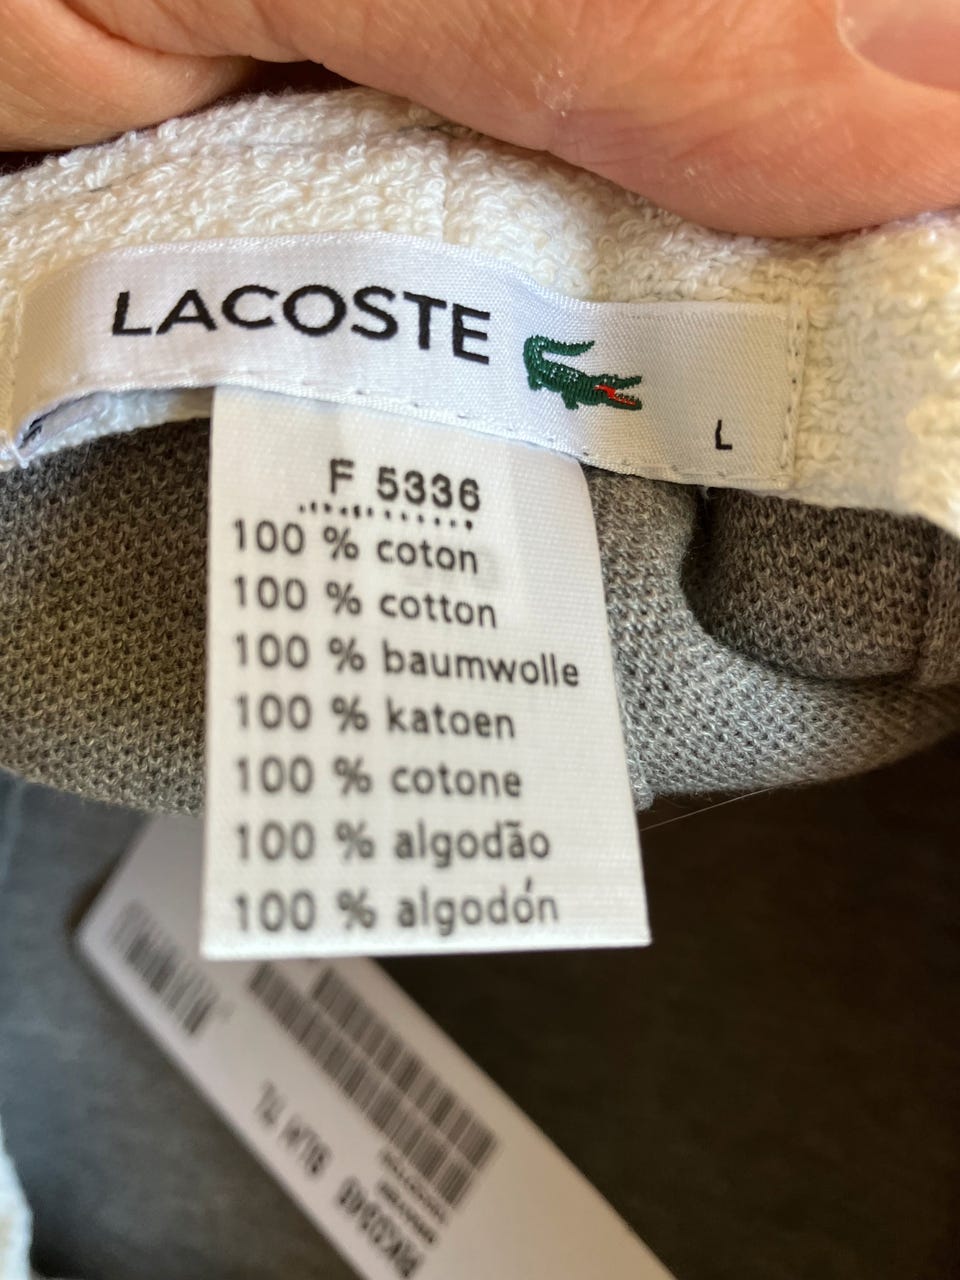 LACOSTE
L
F 5336
100 % coton
100 % cotton
100 % baumwolle
100 % katoen
100 % cotone
100 % algodão
100 % algodón